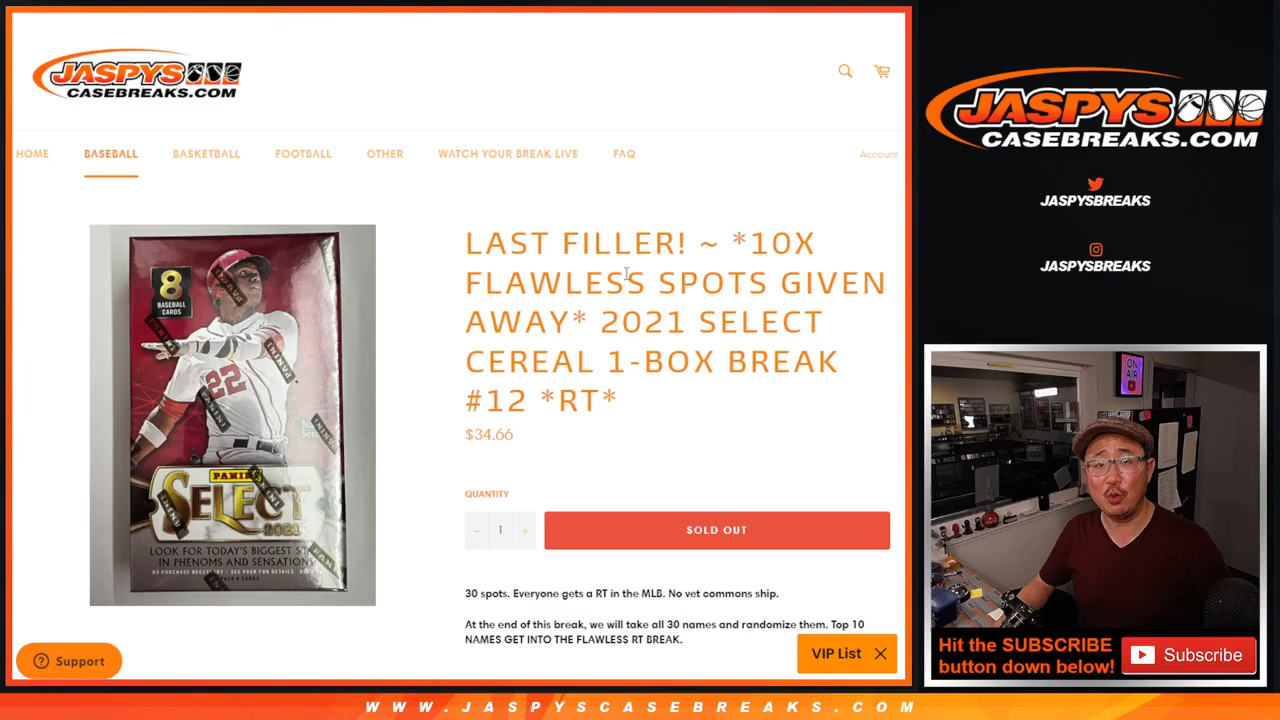 JASPYS
CASEBREAKS.COM
HOME
BASEBALL
BASKETBALL
FOOTBALL
OTHER
WATCH YOUR BREAK LIVE
FAQ
Account
8
BASEBALL
CARDS
22
PANINI
SELECT
2021
LOOK FOR TODAY'S BIGGEST
IN PHENOMS AND SENSATION
LAST FILLER! ~ *10X
FLAWLESS SPOTS GIVEN
AWAY* 2021 SELECT
CEREAL 1-BOX BREAK
#12 *RT*
$34.66
QUANTITY
− 1 +
SOLD OUT
30 spots. Everyone gets a RT in the MLB. No vet commons ship.
At the end of this break, we will take all 30 names and randomize them. Top 10
NAMES GET INTO THE FLAWLESS RT BREAK.
Support
VIP List
JASPYS
CASEBREAKS.COM
JASPYSBREAKS
JASPYSBREAKS
ON
AIR
Hit the SUBSCRIBE
button down below!
Subscribe
WWW.JASPYSCASEBREAKS.COM